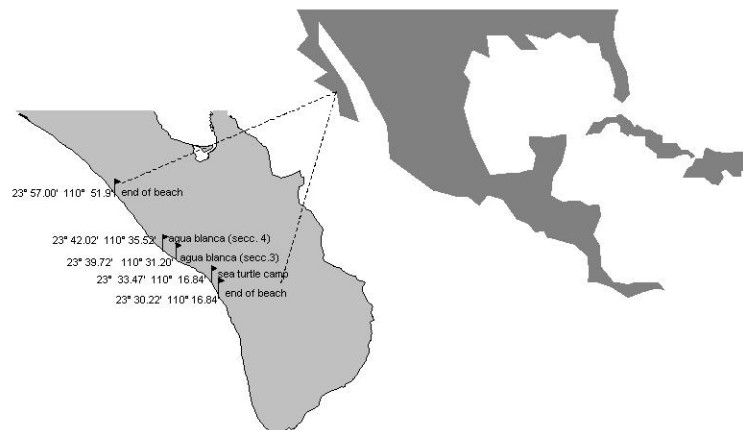 23° 57.00' 110° 51.9' end of beach
23° 42.02' 110° 35.52' agua blanca (secc. 4)
23° 39.72' 110° 31.20' agua blanca (secc.3)
23° 33.47' 110° 16.84' sea turtle camp
23° 30.22' 110° 16.84' end of beach